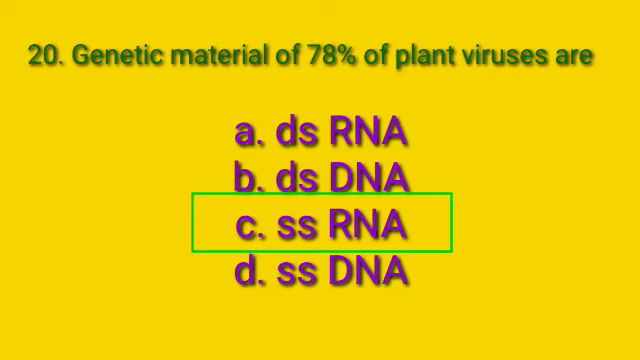 20. Genetic material of 78% of plant viruses are
a. ds RNA
b. ds DNA
c. ss RNA
d. ss DNA